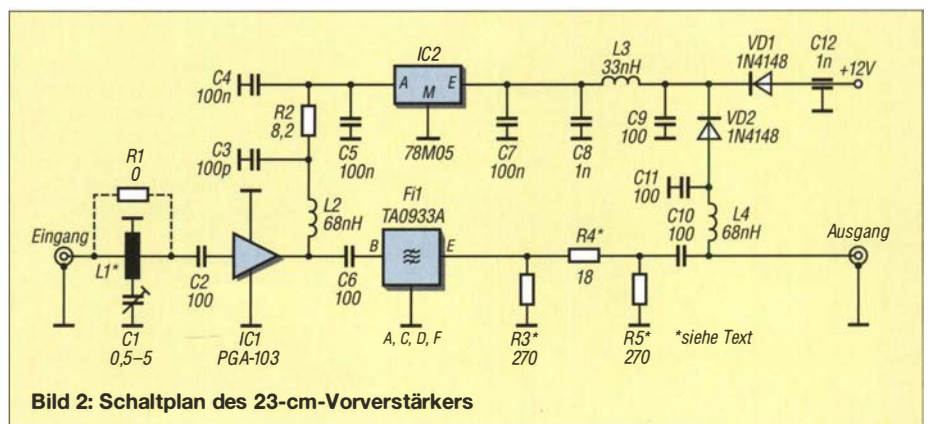 C4
100n
IC2
A M E
78M05
L3
33nH
VD1
1N4148
C12
1n
+12V
R2
8,2
C5
100n
C7
100n
C8
1n
C9
100
VD2
1N4148
C3
100p
R1
0
L2
68nH
Fi1
TA0933A
C11
100
C10
100
L4
68nH
Eingang
L1*
C2
100
C6
100
B E
R4*
18
Ausgang
C1
0,5–5
IC1
PGA-103
A, C, D, F
R3*
270
R5*
270
*siehe Text
Bild 2: Schaltplan des 23-cm-Vorverstärkers